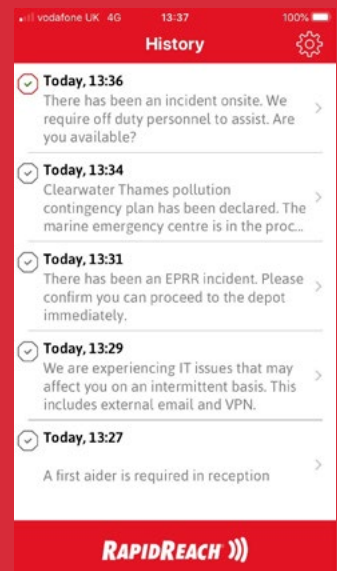 vodafone UK 4G 13:37 100%
History
Today, 13:36
There has been an incident onsite. We
require off duty personnel to assist. Are
you available?
Today, 13:34
Clearwater Thames pollution
contingency plan has been declared. The
marine emergency centre is in the proc...
Today, 13:31
There has been an EPRR incident. Please
confirm you can proceed to the depot
immediately.
Today, 13:29
We are experiencing IT issues that may
affect you on an intermittent basis. This
includes external email and VPN.
Today, 13:27
A first aider is required in reception
RAPIDREACH